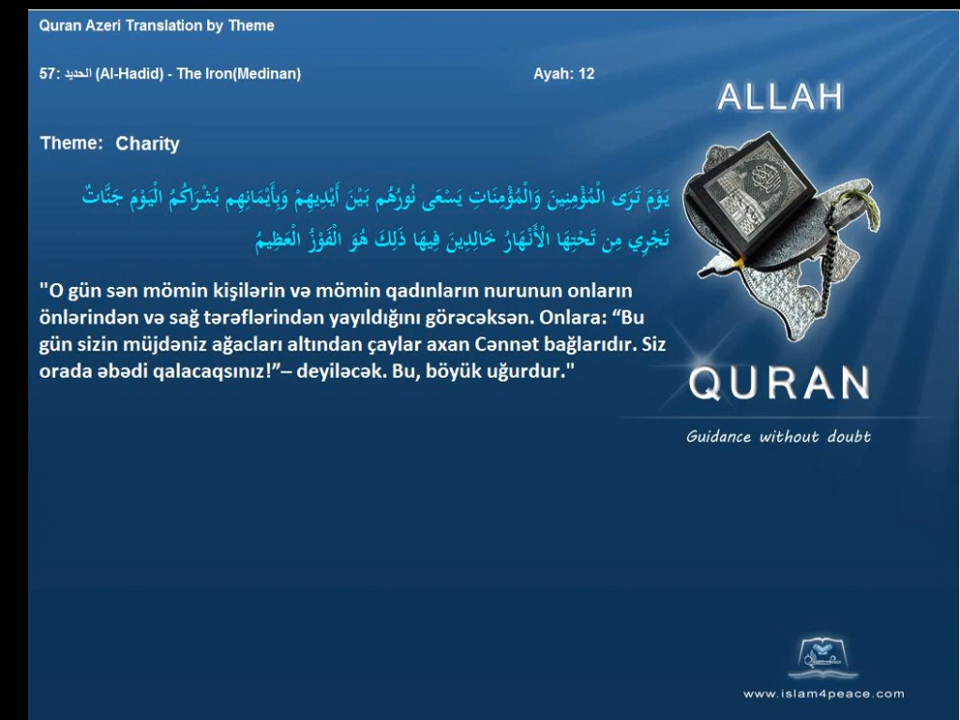 Quran Azeri Translation by Theme
57: الحديد (Al-Hadid) - The Iron(Medinan) Ayah: 12
ALLAH
Theme: Charity
يَوْمَ تَرَى الْمُؤْمِنِينَ وَالْمُؤْمِنَاتِ يَسْعَى نُورُهُم بَيْنَ أَيْدِيهِمْ وَبِأَيْمَانِهِم بُشْرَاكُمُ الْيَوْمَ جَنَّاتٌ
تَجْرِي مِن تَحْتِهَا الْأَنْهَارُ خَالِدِينَ فِيهَا ذَلِكَ هُوَ الْفَوْزُ الْعَظِيمُ
"O gün sən mömin kişilərin və mömin qadınların nurunun onların
önlərindən və sağ tərəflərindən yayıldığını görəcəksən. Onlara: “Bu
gün sizin müjdəniz ağacları altından çaylar axan Cənnət bağlarıdır. Siz
orada əbədi qalacaqsınız!”– deyiləcək. Bu, böyük uğurdur."
QURAN
Guidance without doubt
www.islam4peace.com